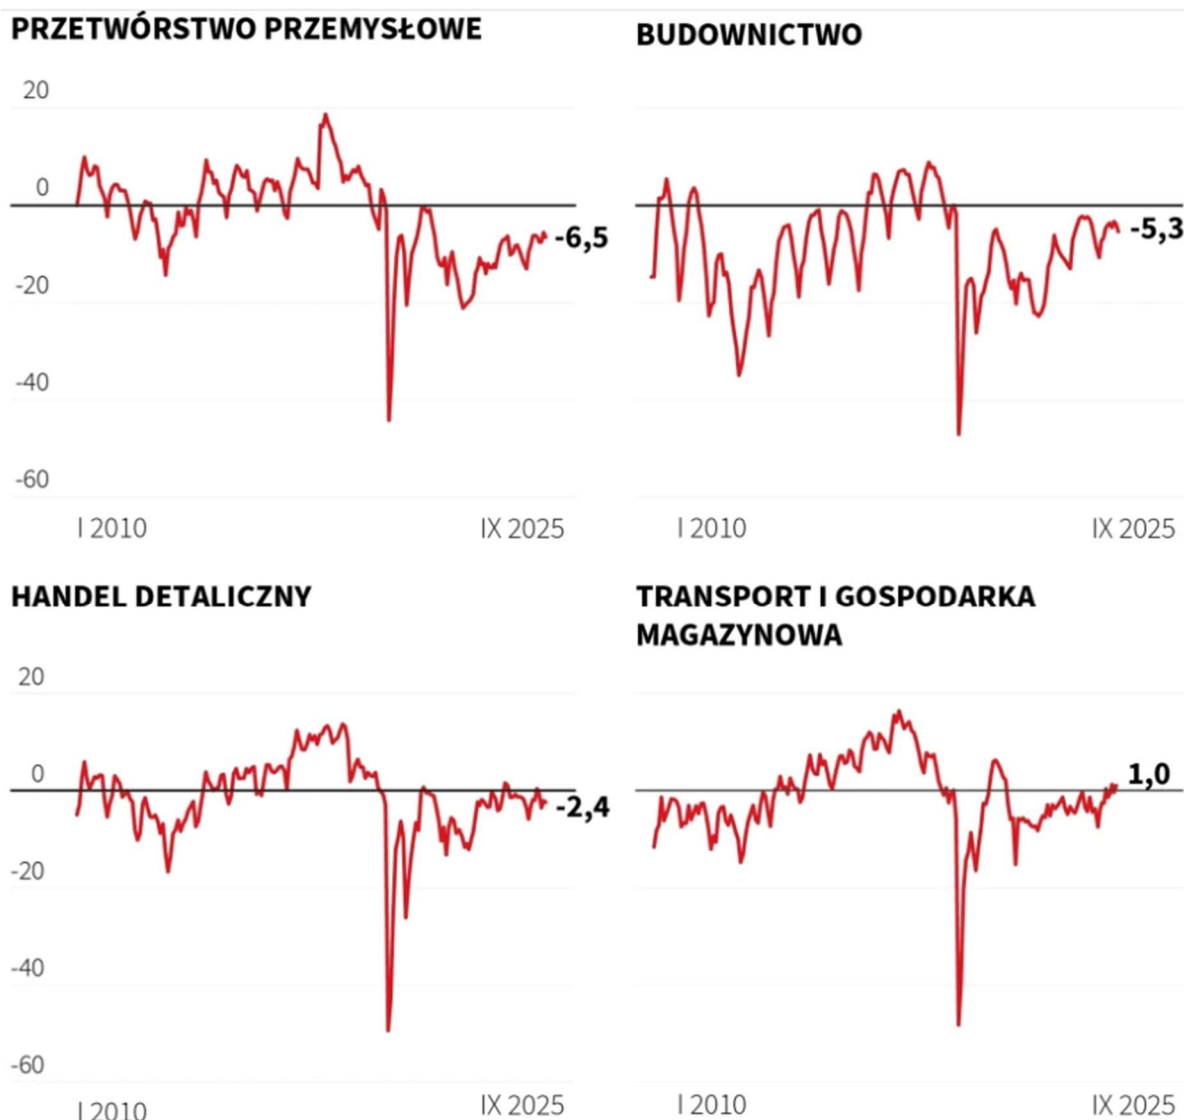 PRZETWÓRSTWO PRZEMYSŁOWE
20
0
-20
-40
-60
-6,5
I 2010
IX 2025
BUDOWNICTWO
-5,3
I 2010
IX 2025
HANDEL DETALICZNY
20
0
-20
-40
-60
-2,4
I 2010
IX 2025
TRANSPORT I GOSPODARKA
MAGAZYNOWA
1,0
I 2010
IX 2025